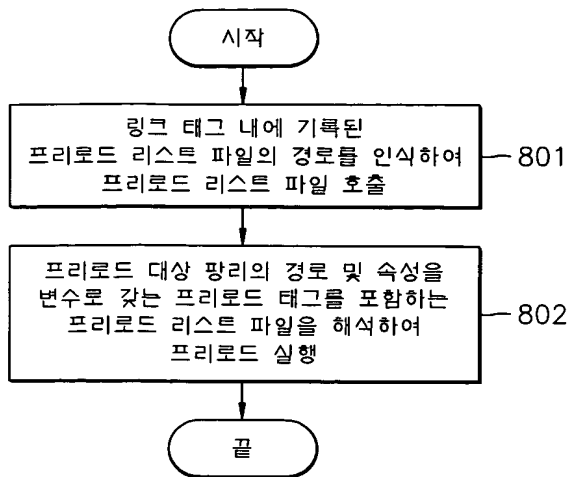 시작
링크 태그 내에 기록된
프리로드 리스트 파일의 경로를 인식하여
프리로드 리스트 파일 호출
801
프리로드 대상 팡리의 경로 및 속성을
변수로 갖는 프리로드 태그를 포함하는
프리로드 리스트 파일을 해석하여
프리로드 실행
802
끝